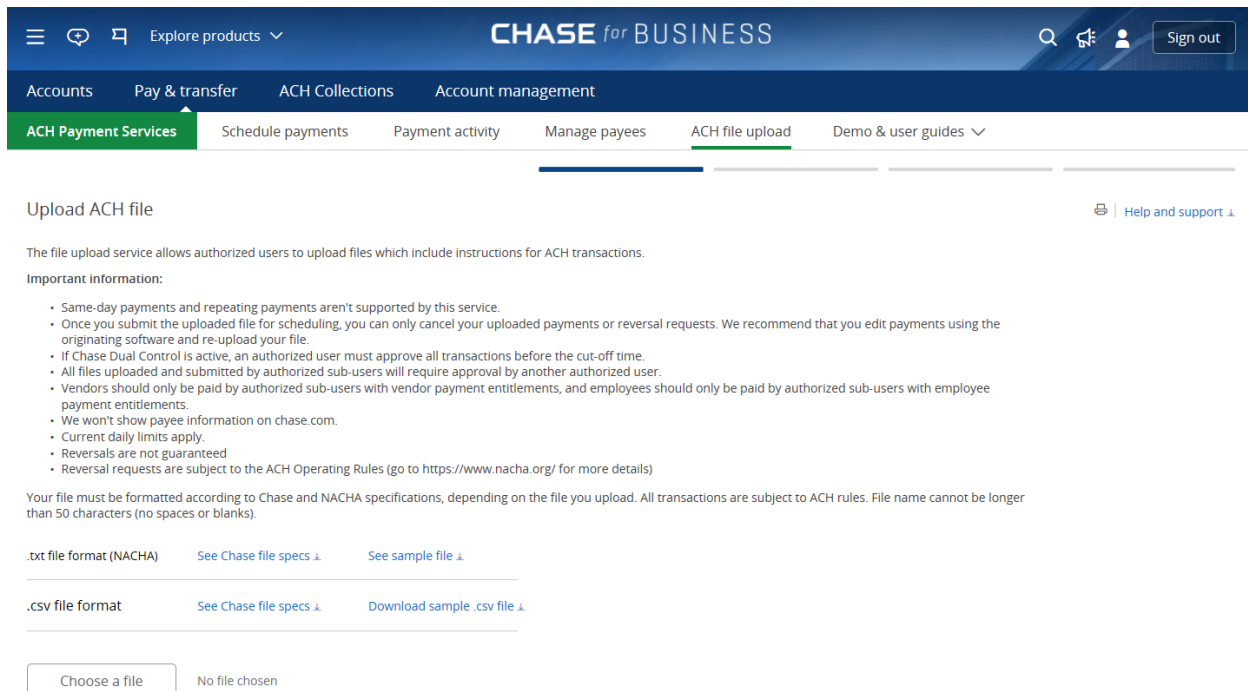 Explore products
CHASE for BUSINESS
Sign out
Accounts Pay & transfer ACH Collections Account management
ACH Payment Services Schedule payments Payment activity Manage payees ACH file upload Demo & user guides
Upload ACH file
Help and support
The file upload service allows authorized users to upload files which include instructions for ACH transactions.
Important information:
• Same-day payments and repeating payments aren't supported by this service.
• Once you submit the uploaded file for scheduling, you can only cancel your uploaded payments or reversal requests. We recommend that you edit payments using the
originating software and re-upload your file.
• If Chase Dual Control is active, an authorized user must approve all transactions before the cut-off time.
• All files uploaded and submitted by authorized sub-users will require approval by another authorized user.
• Vendors should only be paid by authorized sub-users with vendor payment entitlements, and employees should only be paid by authorized sub-users with employee
payment entitlements.
• We won't show payee information on chase.com.
• Current daily limits apply.
• Reversals are not guaranteed
• Reversal requests are subject to the ACH Operating Rules (go to https://www.nacha.org/ for more details)
Your file must be formatted according to Chase and NACHA specifications, depending on the file you upload. All transactions are subject to ACH rules. File name cannot be longer
than 50 characters (no spaces or blanks).
.txt file format (NACHA) See Chase file specs See sample file
.csv file format See Chase file specs Download sample .csv file
Choose a file No file chosen